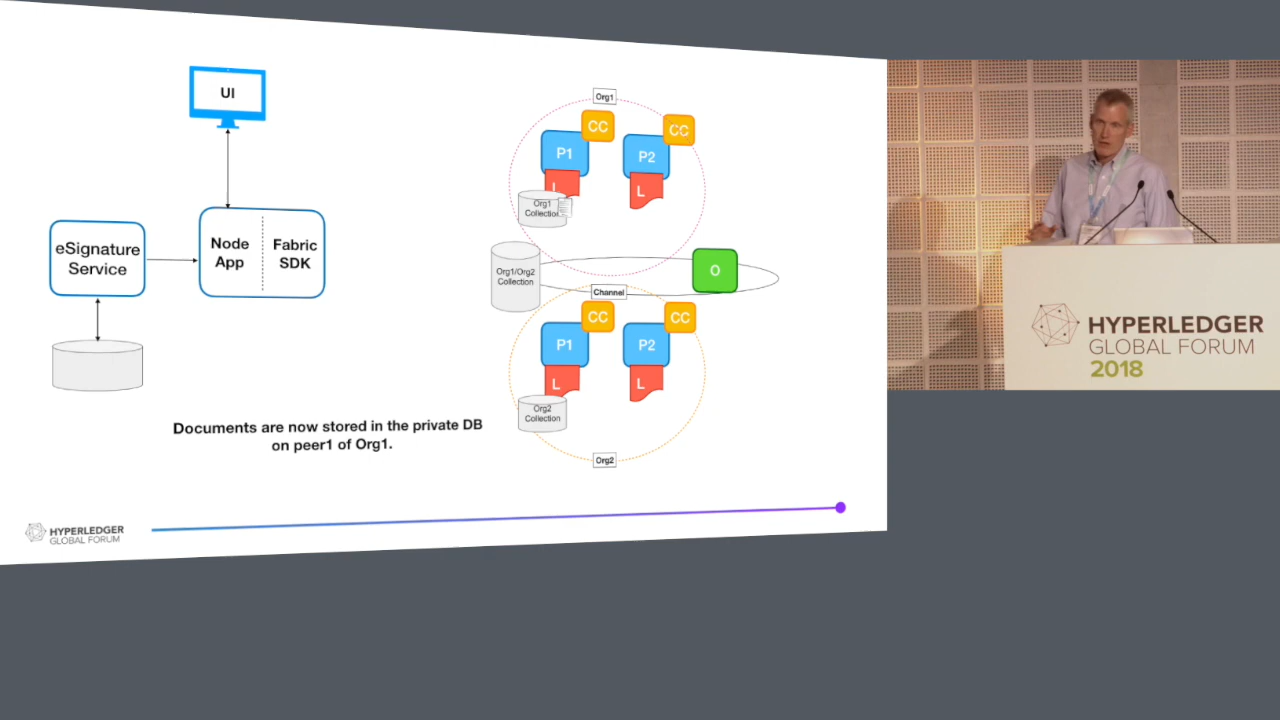 UI
eSignature
Service
Node
App
Fabric
SDK
Documents are now stored in the private DB
on peer1 of Org1.
Org1
CC
CC
P1
P2
L
L
Org1
Collection
Org1/Org2
Collection
O
Channel
CC
CC
P1
P2
L
L
Org2
Collection
Org2
HYPERLEDGER
GLOBAL FORUM
HYPERLEDGER
GLOBAL FORUM
2018